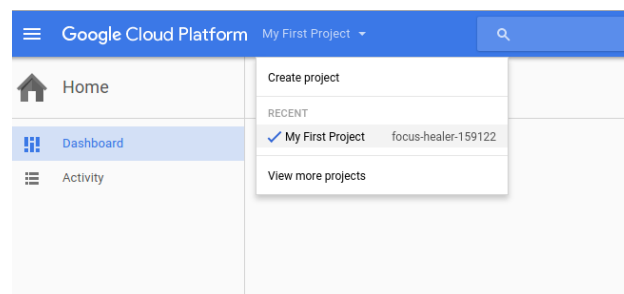 Google Cloud Platform My First Project
Home
Create project
RECENT
My First Project focus-healer-159122
View more projects
Dashboard
Activity